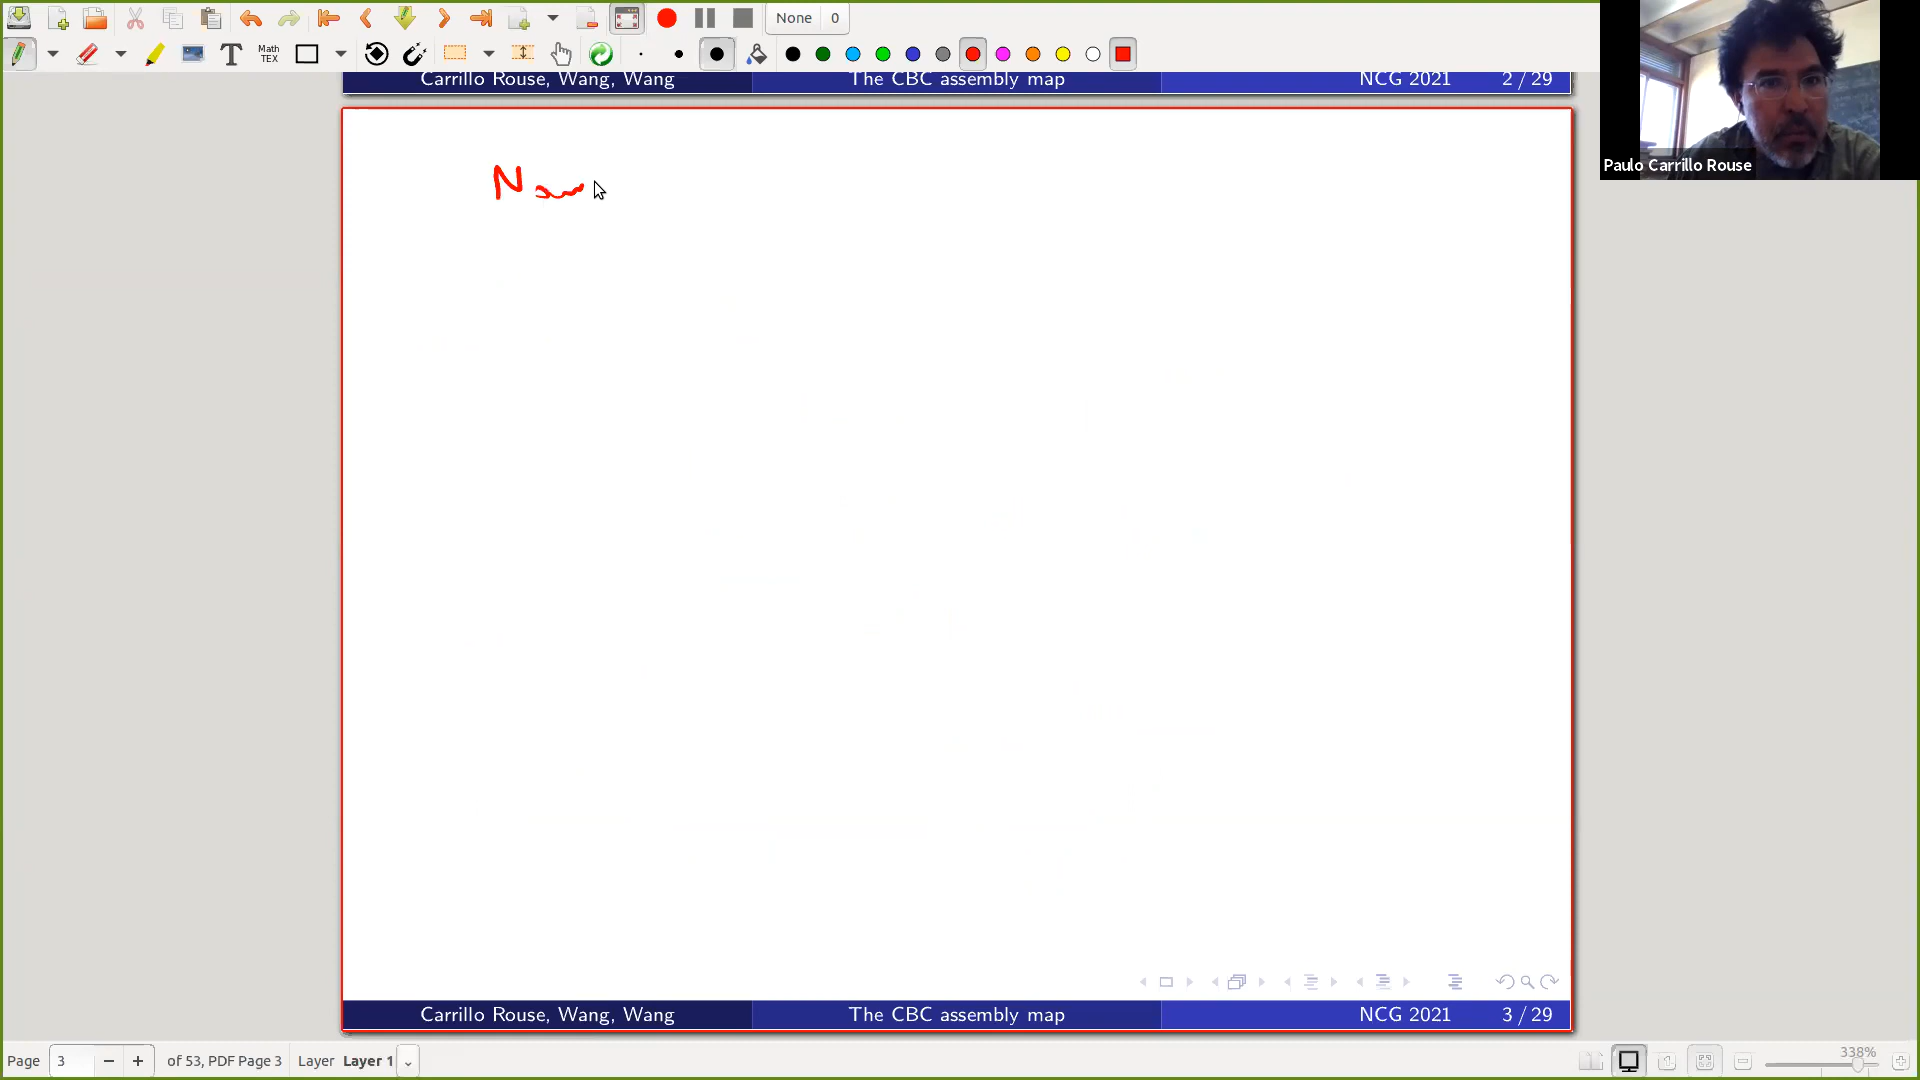 None 0
Math
TEX
Carrillo Rouse, Wang, Wang The CBC assembly map NCG 2021 2 / 29
Paulo Carrillo Rouse
N
Carrillo Rouse, Wang, Wang The CBC assembly map NCG 2021 3 / 29
Page 3 of 53, PDF Page 3 Layer Layer 1 338%